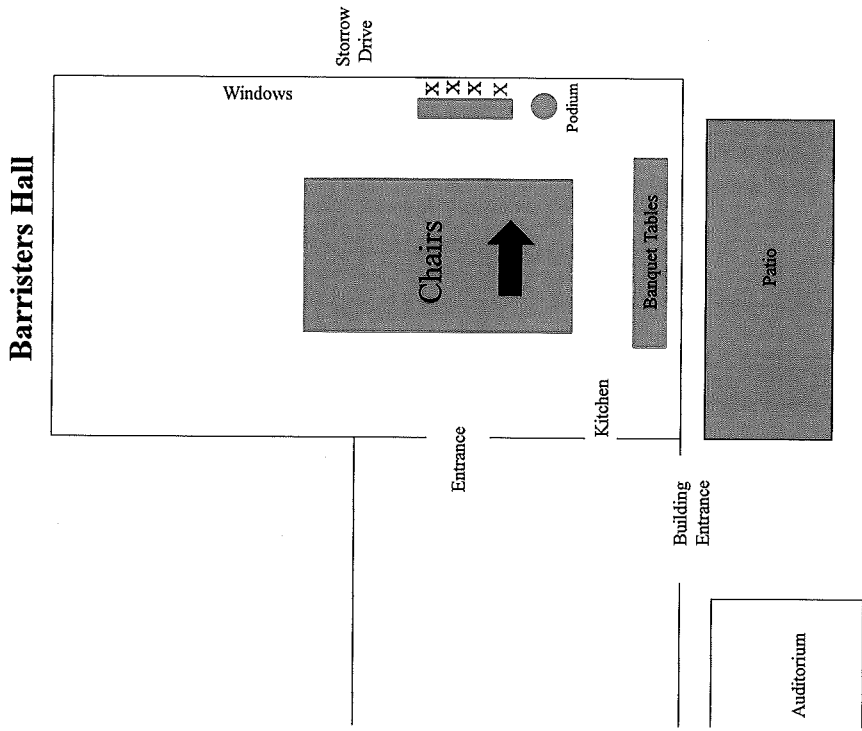 Barristers Hall
Storrow
Drive
Windows
X
X
X
X
Podium
Chairs
Banquet Tables
Patio
Entrance
Kitchen
Building
Entrance
Auditorium